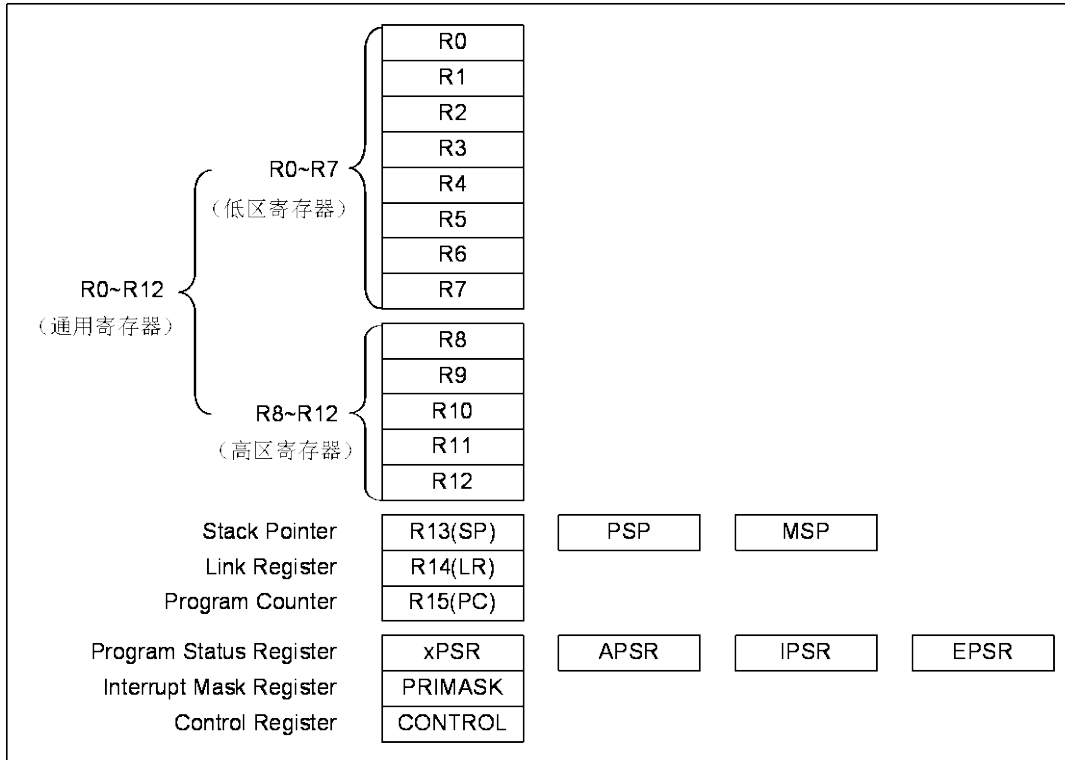 R0
R1
R2
R3
R0~R7
R4
（低区寄存器）
R5
R6
R0~R12
R7
（通用寄存器）
R8
R9
R8~R12
R10
（高区寄存器）
R11
R12
Stack Pointer R13(SP) PSP MSP
Link Register R14(LR)
Program Counter R15(PC)
Program Status Register xPSR APSR IPSR EPSR
Interrupt Mask Register PRIMASK
Control Register CONTROL